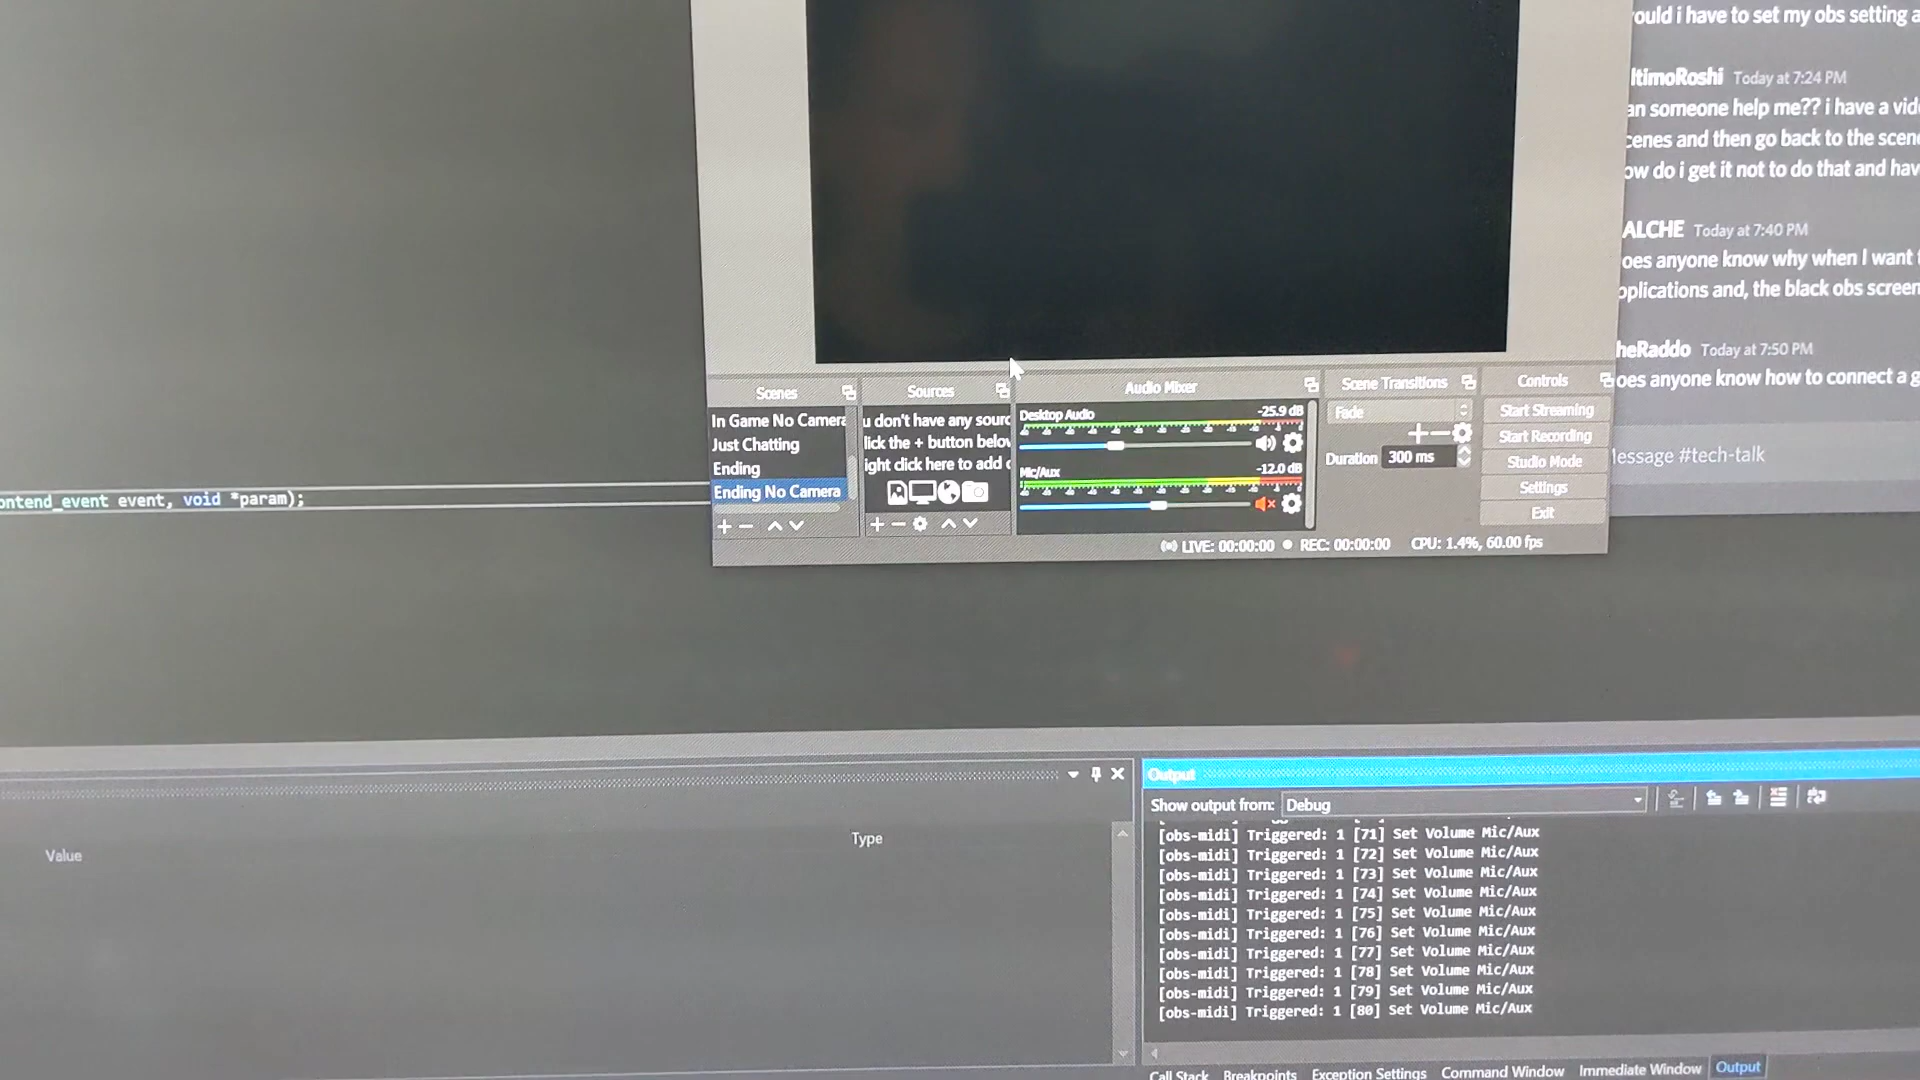 ould i have to set my obs setting a
ltimoRoshi Today at 7:24 PM
an someone help me?? i have a vid
cenes and then go back to the scen
ow do i get it not to do that and hav
ALCHE Today at 7:40 PM
oes anyone know why when I want
pplications and, the black obs screen
heRaddo Today at 7:50 PM
oes anyone know how to connect a g
Message #tech-talk
Scenes
In Game No Camera
Just Chatting
Ending
Ending No Camera
Sources
u don't have any sourc
lick the + button below
ight click here to add
Audio Mixer
Desktop Audio -25.9 dB
Mic/Aux -12.0 dB
Scene Transitions
Fade
Duration 300 ms
Controls
Start Streaming
Start Recording
Studio Mode
Settings
Exit
LIVE: 00:00:00 REC: 00:00:00 CPU: 1.4%, 60.00 fps
ontend_event event, void *param);
Value Type
Output
Show output from: Debug
[obs-midi] Triggered: 1 [71] Set Volume Mic/Aux
[obs-midi] Triggered: 1 [72] Set Volume Mic/Aux
[obs-midi] Triggered: 1 [73] Set Volume Mic/Aux
[obs-midi] Triggered: 1 [74] Set Volume Mic/Aux
[obs-midi] Triggered: 1 [75] Set Volume Mic/Aux
[obs-midi] Triggered: 1 [76] Set Volume Mic/Aux
[obs-midi] Triggered: 1 [77] Set Volume Mic/Aux
[obs-midi] Triggered: 1 [78] Set Volume Mic/Aux
[obs-midi] Triggered: 1 [79] Set Volume Mic/Aux
[obs-midi] Triggered: 1 [80] Set Volume Mic/Aux
Call Stack Breakpoints Exception Settings Command Window Immediate Window Output